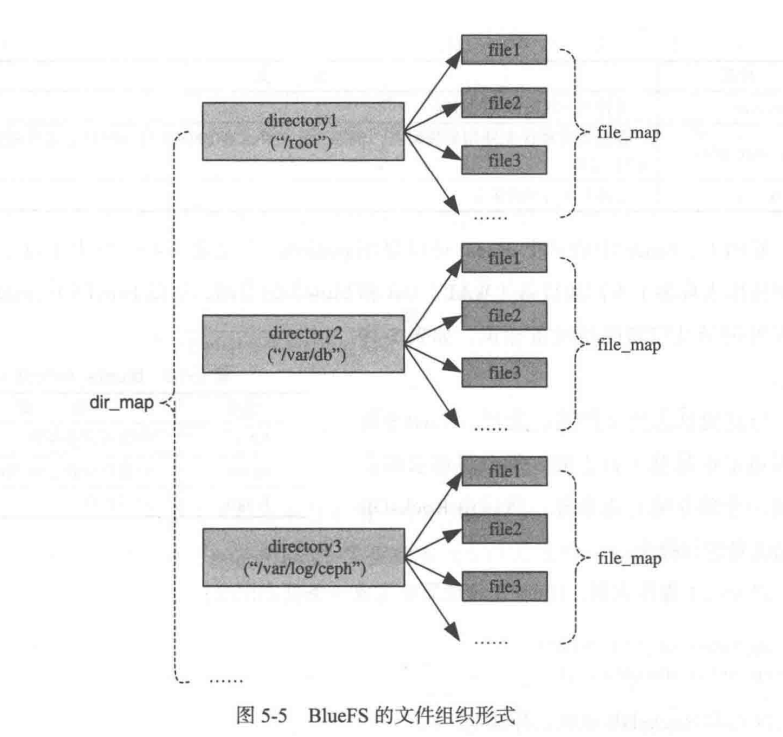 file1
directory1
("/root")
file2
file3
……
file_map
file1
directory2
("/var/db")
file2
file3
……
file_map
dir_map
file1
directory3
("/var/log/ceph")
file2
file3
……
file_map
……
图 5-5 BlueFS 的文件组织形式